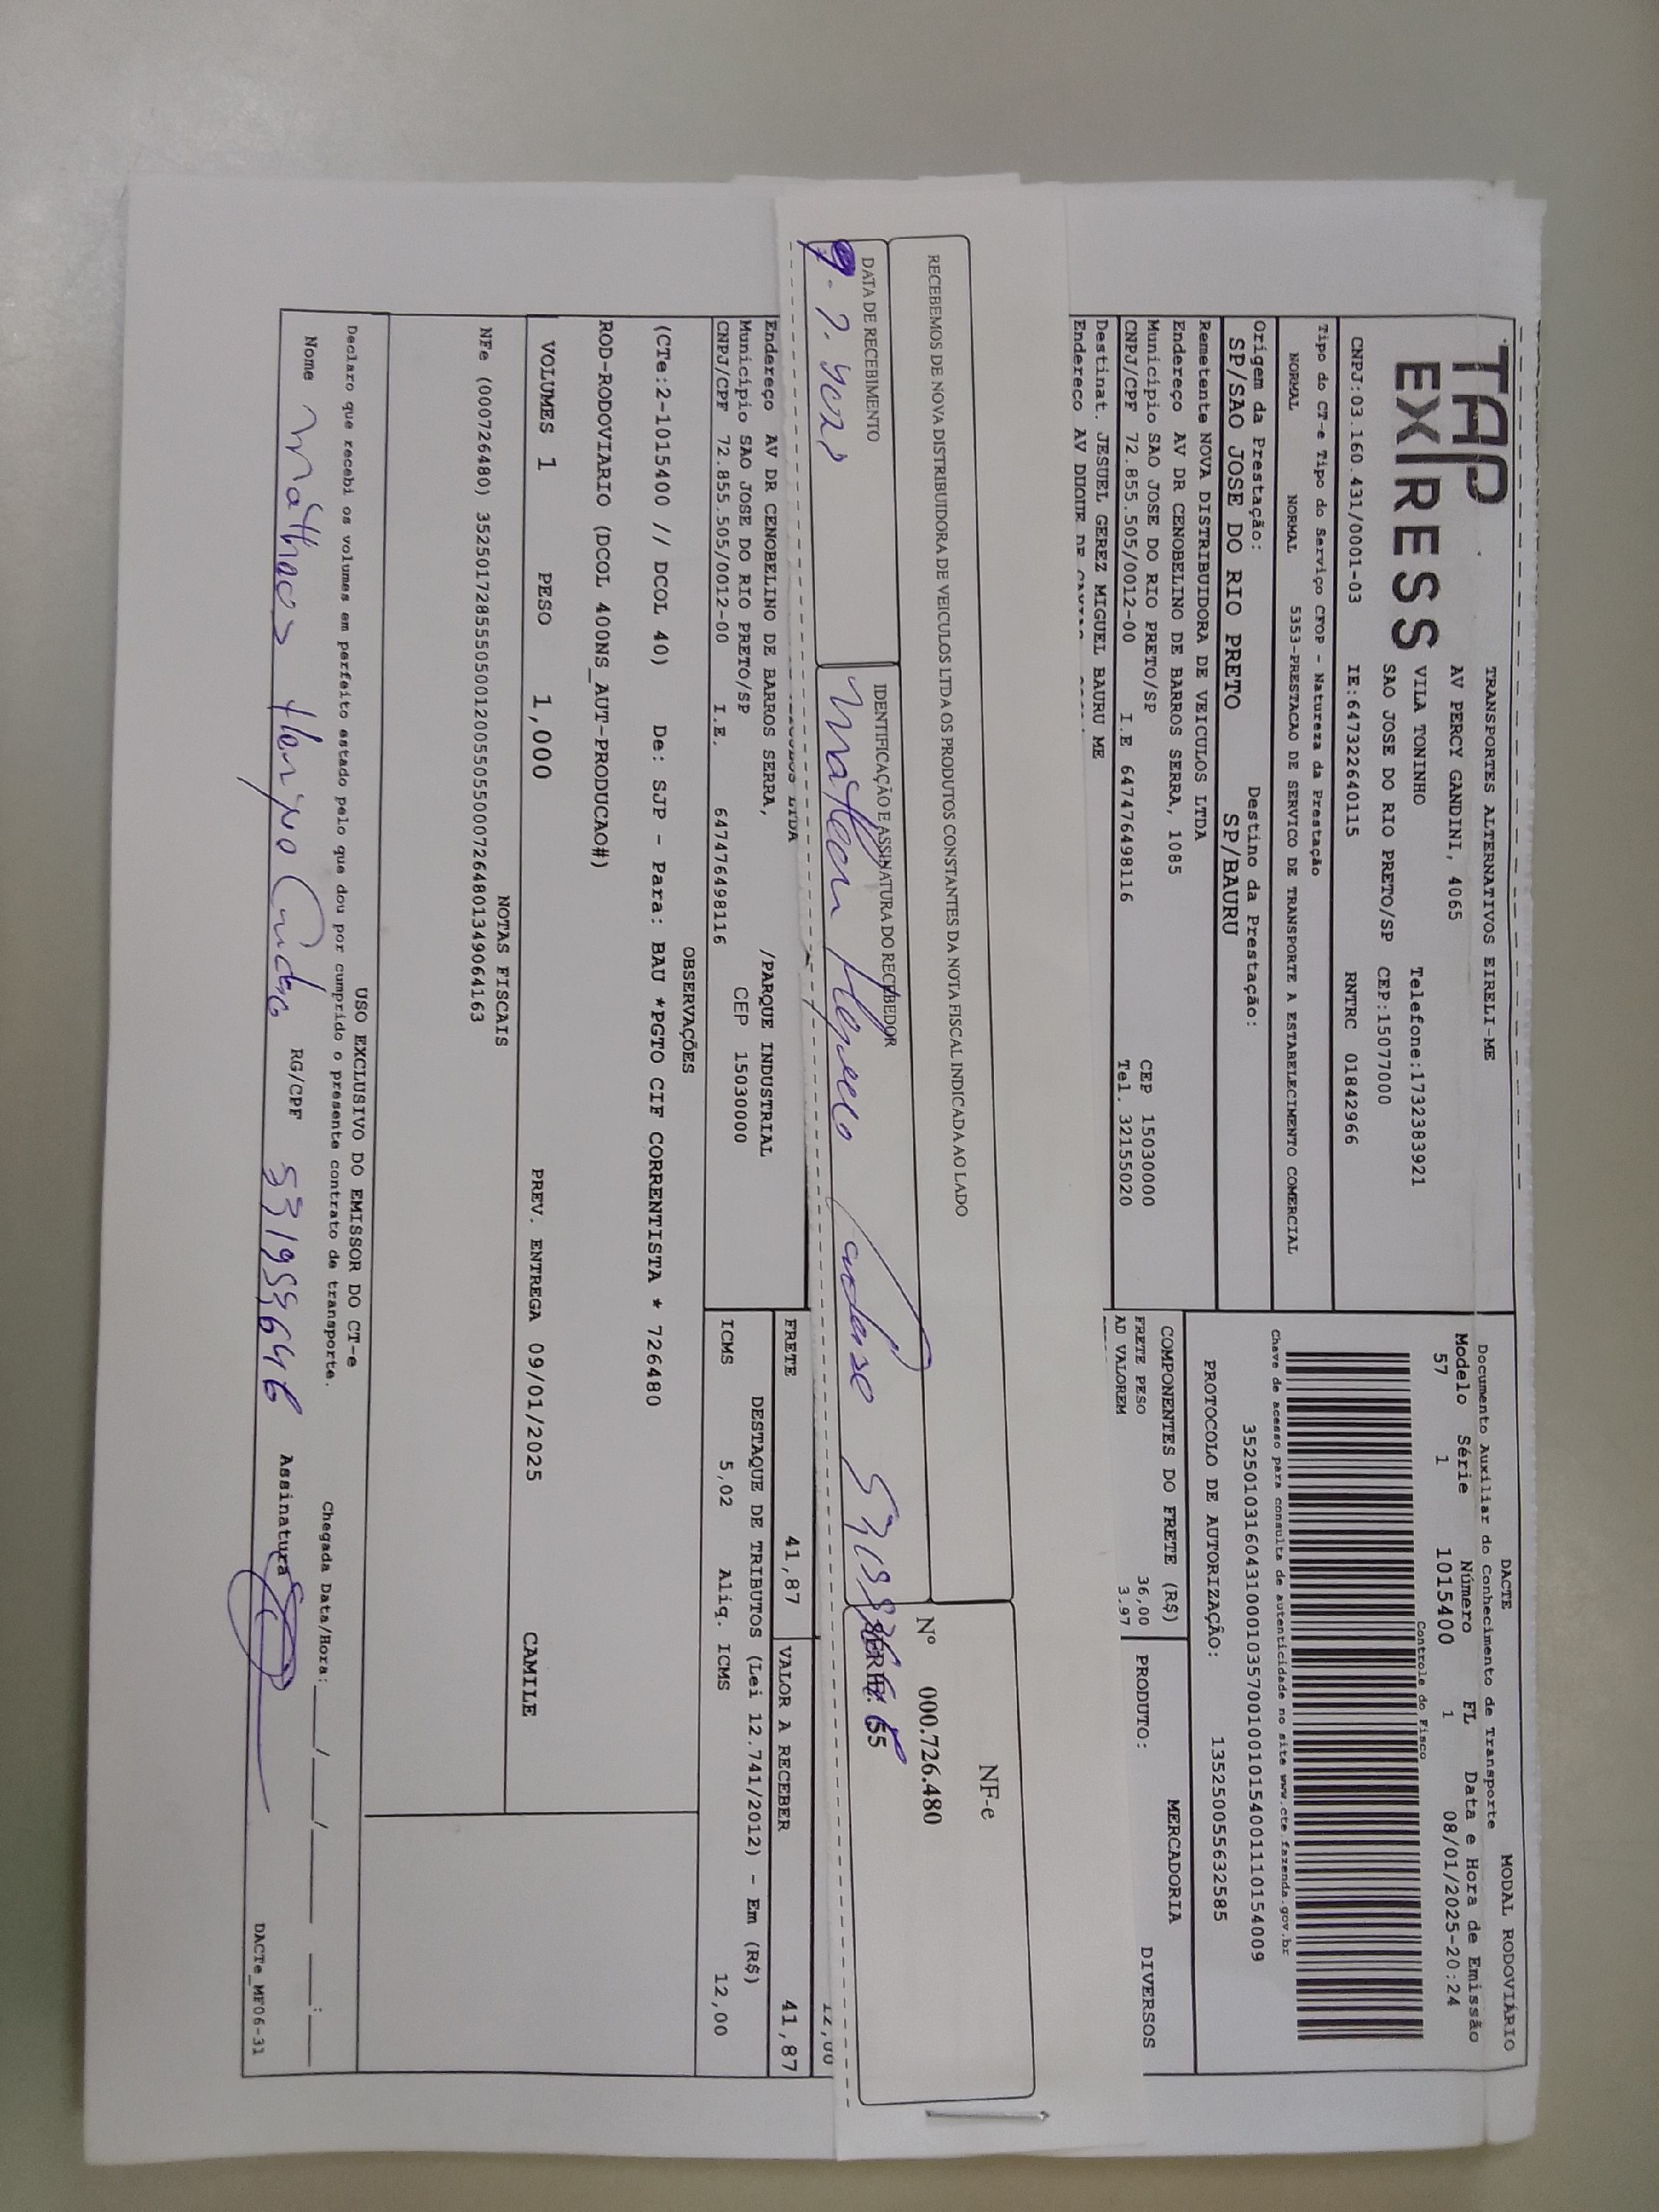 TAP EXPRESS
TRANSPORTES ALTERNATIVOS EIRELI-ME
AV PERCY GANDINI, 4065
VILA TONINHO Telefone:1732383921
SAO JOSE DO RIO PRETO/SP CEP:15077000
CNPJ:03.160.431/0001-03 IE:647322640115 RNTRC 01842966
DACTE MODAL RODOVIÁRIO
Documento Auxiliar do Conhecimento de Transporte
Modelo Série Número FL Data e Hora de Emissão
57 1 1015400 1 08/01/2025-20:24
Controle do Fisco
Tipo do CT-e Tipo do Serviço CFOP - Natureza da Prestação
NORMAL NORMAL 5353-PRESTACAO DE SERVICO DE TRANSPORTE A ESTABELECIMENTO COMERCIAL
Chave de acesso para consulta de autenticidade no site www.cte.fazenda.gov.br
35250103160431000103570010010154001110154009
Origem da Prestação: Destino da Prestação:
SP/SAO JOSE DO RIO PRETO SP/BAURU
PROTOCOLO DE AUTORIZAÇÃO: 135250055632585
Remetente NOVA DISTRIBUIDORA DE VEICULOS LTDA
Endereço AV DR CENOBELINO DE BARROS SERRA, 1085
Município SAO JOSE DO RIO PRETO/SP CEP 15030000
CNPJ/CPF 72.855.505/0012-00 I.E 647476498116 Tel. 32155020
COMPONENTES DO FRETE (R$) MERCADORIA
FRETE PESO 36,00 PRODUTO: DIVERSOS
AD VALOREM 3.97
Destinat. JESUEL GEREZ MIGUEL BAURU ME
Endereco AV DUQUE DE
RECEBEMOS DE NOVA DISTRIBUIDORA DE VEICULOS LTDA OS PRODUTOS CONSTANTES DA NOTA FISCAL INDICADA AO LADO
NF-e
Nº 000.726.480
SÉRIE: 55
DATA DE RECEBIMENTO IDENTIFICAÇÃO E ASSINATURA DO RECEBEDOR
LTDA
12,00
Endereço AV DR CENOBELINO DE BARROS SERRA, /PARQUE INDUSTRIAL
Município SAO JOSE DO RIO PRETO/SP CEP 15030000
CNPJ/CPF 72.855.505/0012-00 I.E. 647476498116
FRETE 41,87 VALOR A RECEBER 41,87
DESTAQUE DE TRIBUTOS (Lei 12.741/2012) - Em (R$)
ICMS 5,02 Aliq. ICMS 12,00
OBSERVAÇÕES
(CTe:2-1015400 // DCOL 40) De: SJP - Para: BAU *PGTO CIF CORRENTISTA * 726480
ROD-RODOVIARIO (DCOL 400NS_AUT-PRODUCAO#)
VOLUMES 1 PESO 1,000 PREV. ENTREGA 09/01/2025 CAMILE
NOTAS FISCAIS
NFe (000726480) 35250172855505001200550550007264801349064163
USO EXCLUSIVO DO EMISSOR DO CT-e
Declaro que recebi os volumes em perfeito estado pelo que dou por cumprido o presente contrato de transporte. Chegada Data/Hora: __/__/__ __:__
Nome RG/CPF Assinatura
DACTe_MF06-31